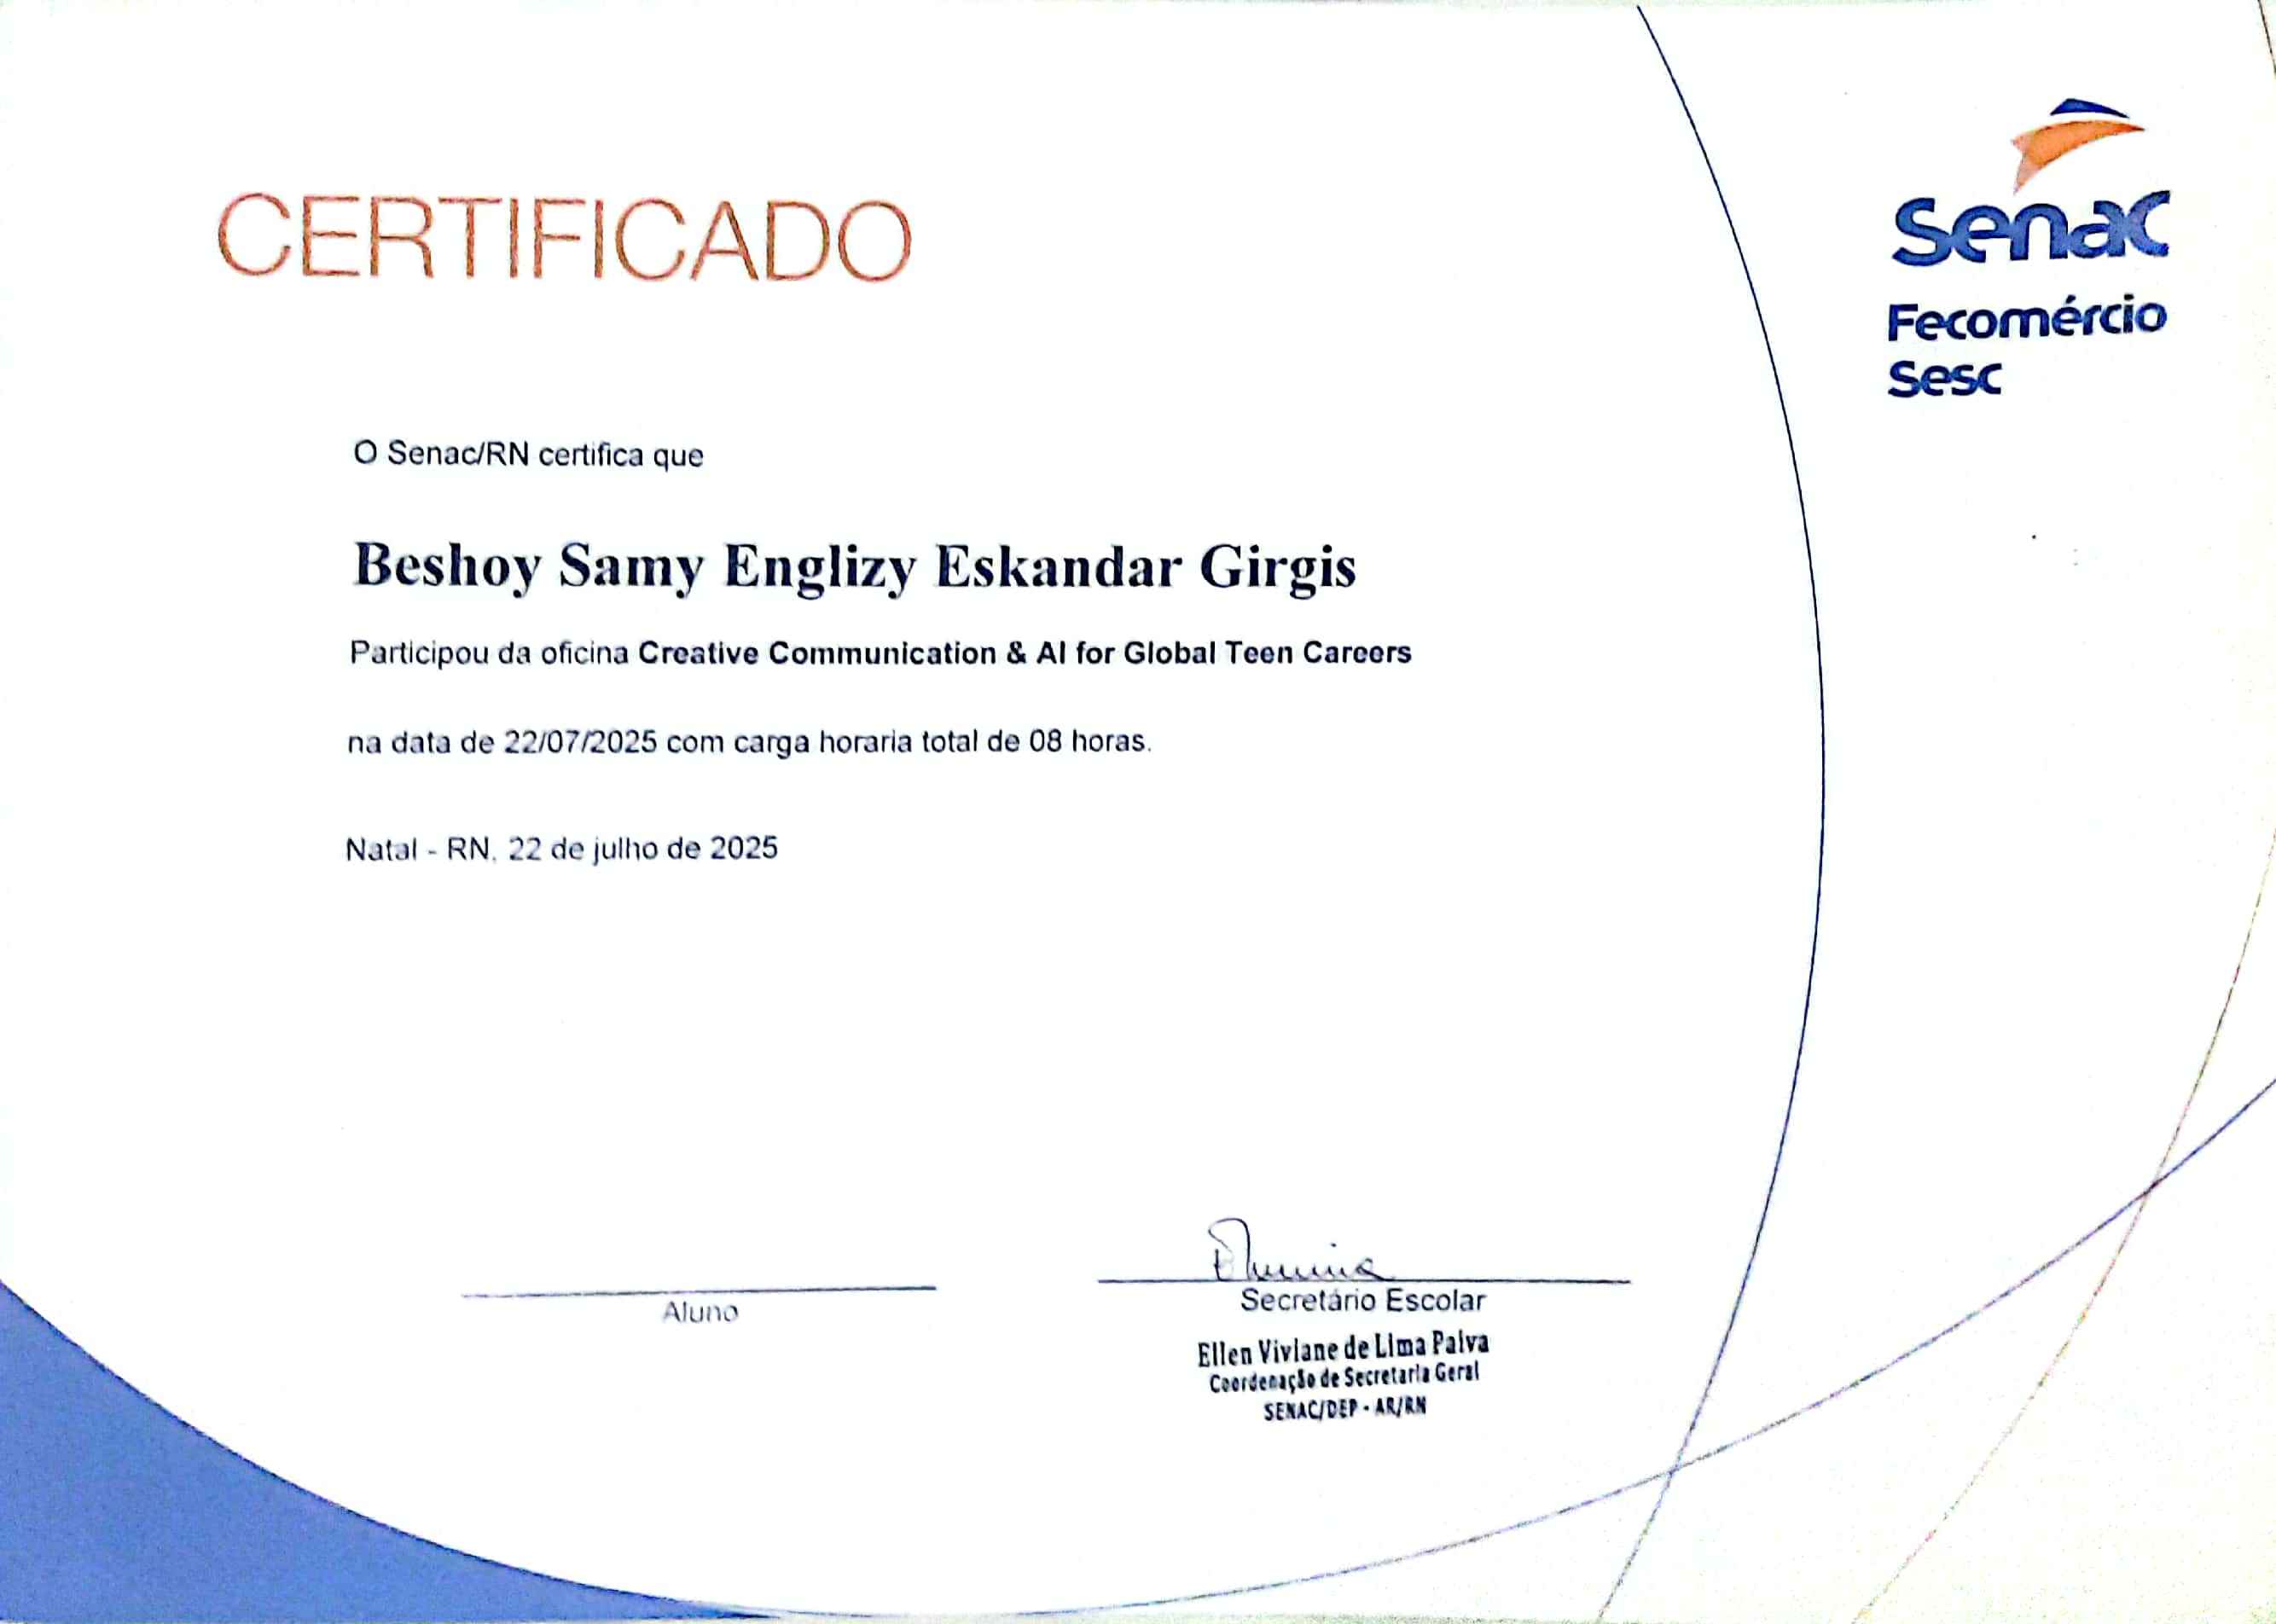 CERTIFICADO
senac
Fecomércio
Sesc
O Senac/RN certifica que
Beshoy Samy Englizy Eskandar Girgis
Participou da oficina Creative Communication & AI for Global Teen Careers
na data de 22/07/2025 com carga horaria total de 08 horas.
Natal - RN, 22 de julho de 2025
Aluno
Secretário Escolar
Ellen Viviane de Lima Paiva
Coordenação de Secretaria Geral
SENAC/DEP - AR/RN